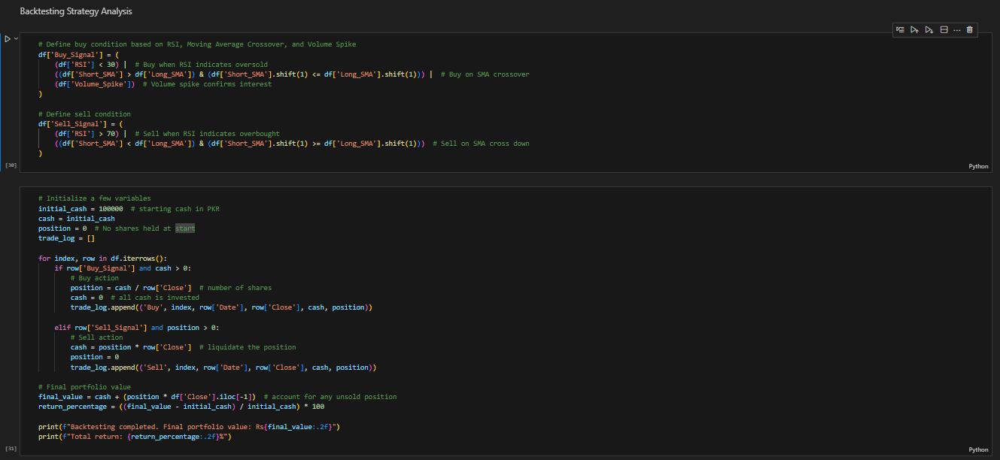 Backtesting Strategy Analysis
# Define buy condition based on RSI, Moving Average Crossover, and Volume Spike
df['Buy_Signal'] = (
    (df['RSI'] < 30) |  # Buy when RSI indicates oversold
    ((df['Short_SMA'] > df['Long_SMA']) & (df['Short_SMA'].shift(1) <= df['Long_SMA'].shift(1))) |  # Buy on SMA crossover
    (df['Volume_Spike'])  # Volume spike confirms interest
)
# Define sell condition
df['Sell_Signal'] = (
    (df['RSI'] > 70) |  # Sell when RSI indicates overbought
    ((df['Short_SMA'] < df['Long_SMA']) & (df['Short_SMA'].shift(1) >= df['Long_SMA'].shift(1)))  # Sell on SMA cross down
)
[30]
Python
# Initialize a few variables
initial_cash = 100000  # starting cash in PKR
cash = initial_cash
position = 0  # No shares held at start
trade_log = []
for index, row in df.iterrows():
    if row['Buy_Signal'] and cash > 0:
        # Buy action
        position = cash / row['Close']  # number of shares
        cash = 0  # all cash is invested
        trade_log.append(('Buy', index, row['Date'], row['Close'], cash, position))
    elif row['Sell_Signal'] and position > 0:
        # Sell action
        cash = position * row['Close']  # liquidate the position
        position = 0
        trade_log.append(('Sell', index, row['Date'], row['Close'], cash, position))
# Final portfolio value
final_value = cash + (position * df['Close'].iloc[-1])  # account for any unsold position
return_percentage = ((final_value - initial_cash) / initial_cash) * 100
print(f"Backtesting completed. Final portfolio value: Rs{final_value:.2f}")
print(f"Total return: {return_percentage:.2f}%")
[31]
Python